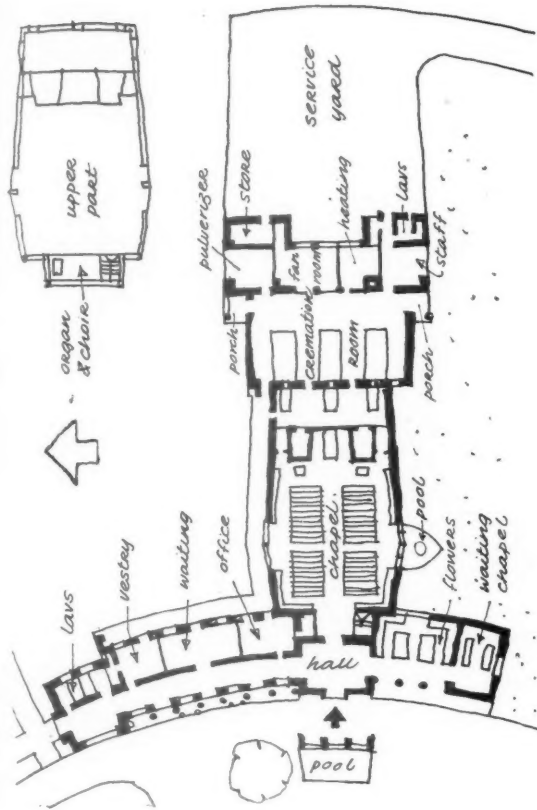 upper
part
organ
& choir
service
yard
pulverizer
store
fan
room
heating
lavs
staff
porch
cremation
room
porch
chapel
pool
flowers
waiting
chapel
lavs
vestry
waiting
office
hall
pool